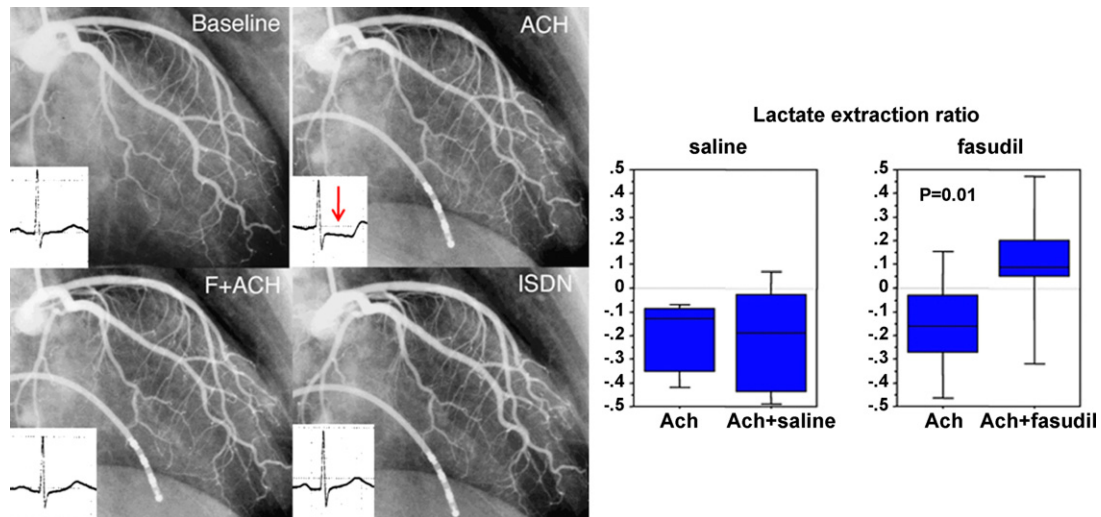 Baseline
ACH
F+ACH
ISDN
Lactate extraction ratio
saline
fasudil
.5
.4
.3
.2
.1
0
-.1
-.2
-.3
-.4
-.5
Ach
Ach+saline
.5
.4
.3
.2
.1
0
-.1
-.2
-.3
-.4
-.5
P=0.01
Ach
Ach+fasudil